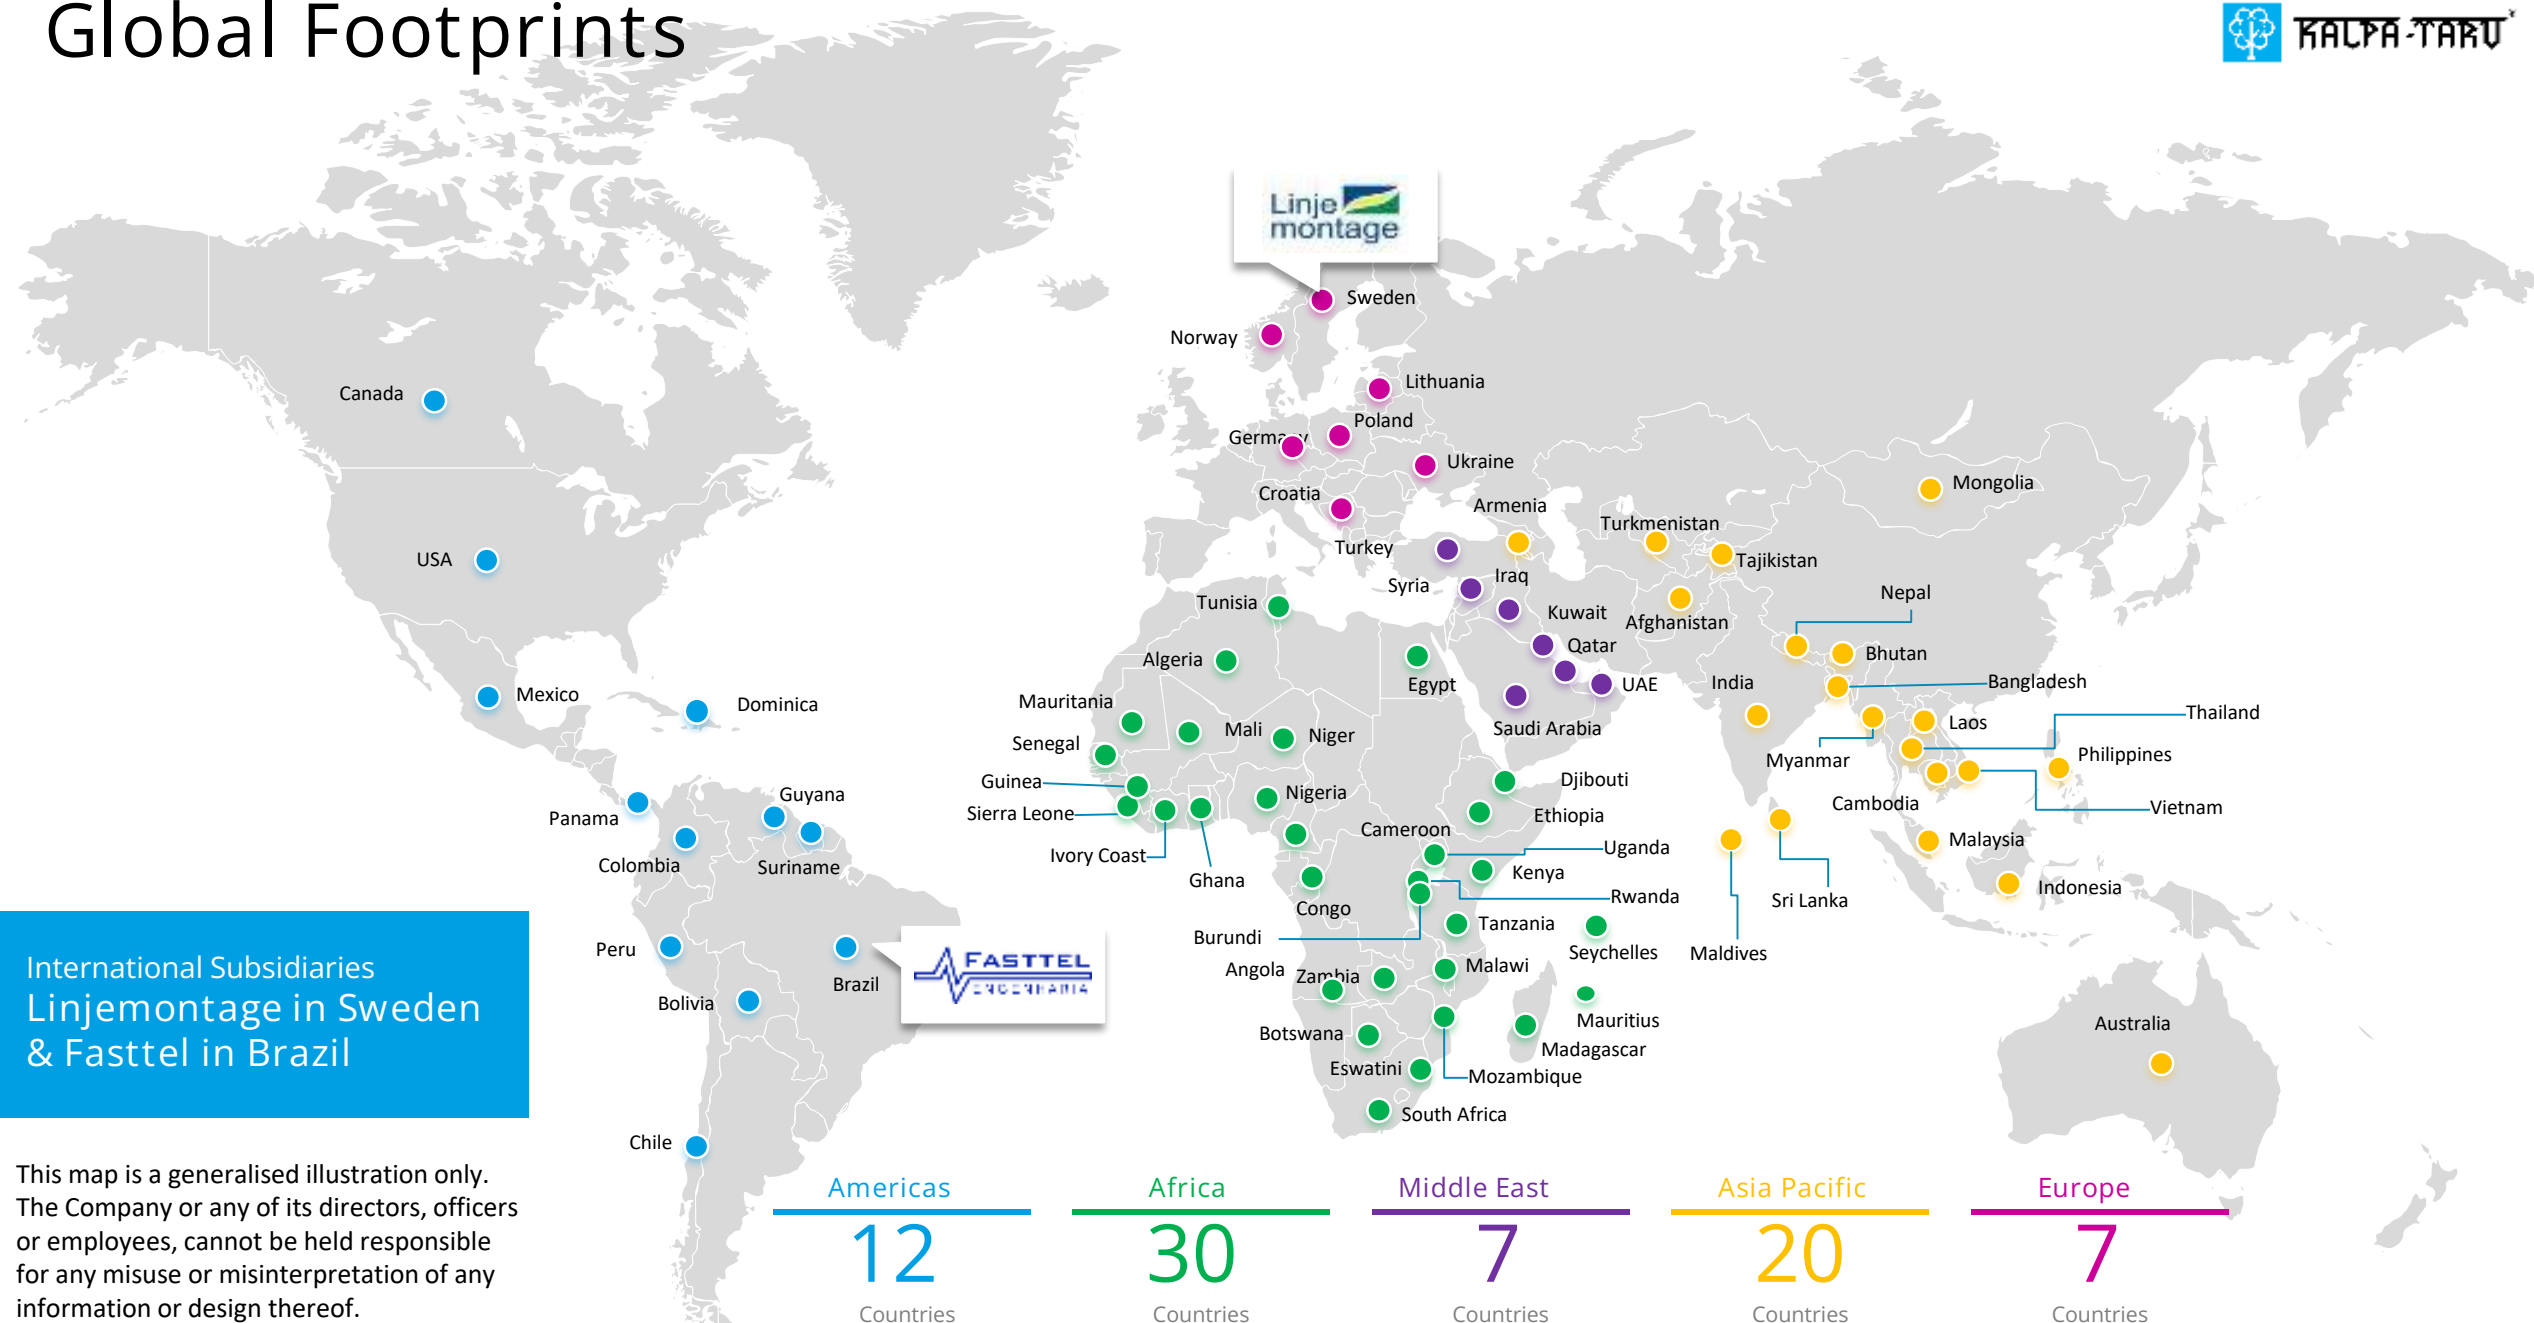 Global Footprints
KALPA-TARU
Linje
montage
Sweden
Norway
Lithuania
Poland
Germany
Ukraine
Croatia
Armenia
Turkey
Syria
Iraq
Kuwait
Qatar
UAE
Saudi Arabia
Turkmenistan
Tajikistan
Afghanistan
Mongolia
Nepal
Bhutan
India
Bangladesh
Thailand
Laos
Myanmar
Philippines
Cambodia
Vietnam
Malaysia
Indonesia
Sri Lanka
Maldives
Australia
Canada
USA
Mexico
Dominica
Panama
Guyana
Colombia
Suriname
Peru
Brazil
Bolivia
Chile
FASTTEL
ENGENHARIA
Tunisia
Algeria
Egypt
Mauritania
Mali
Niger
Senegal
Guinea
Sierra Leone
Ivory Coast
Ghana
Nigeria
Cameroon
Djibouti
Ethiopia
Uganda
Kenya
Rwanda
Congo
Burundi
Tanzania
Seychelles
Angola
Zambia
Malawi
Mauritius
Botswana
Madagascar
Eswatini
Mozambique
South Africa
International Subsidiaries
Linjemontage in Sweden
& Fasttel in Brazil
This map is a generalised illustration only.
The Company or any of its directors, officers
or employees, cannot be held responsible
for any misuse or misinterpretation of any
information or design thereof.
Americas
12
Countries
Africa
30
Countries
Middle East
7
Countries
Asia Pacific
20
Countries
Europe
7
Countries